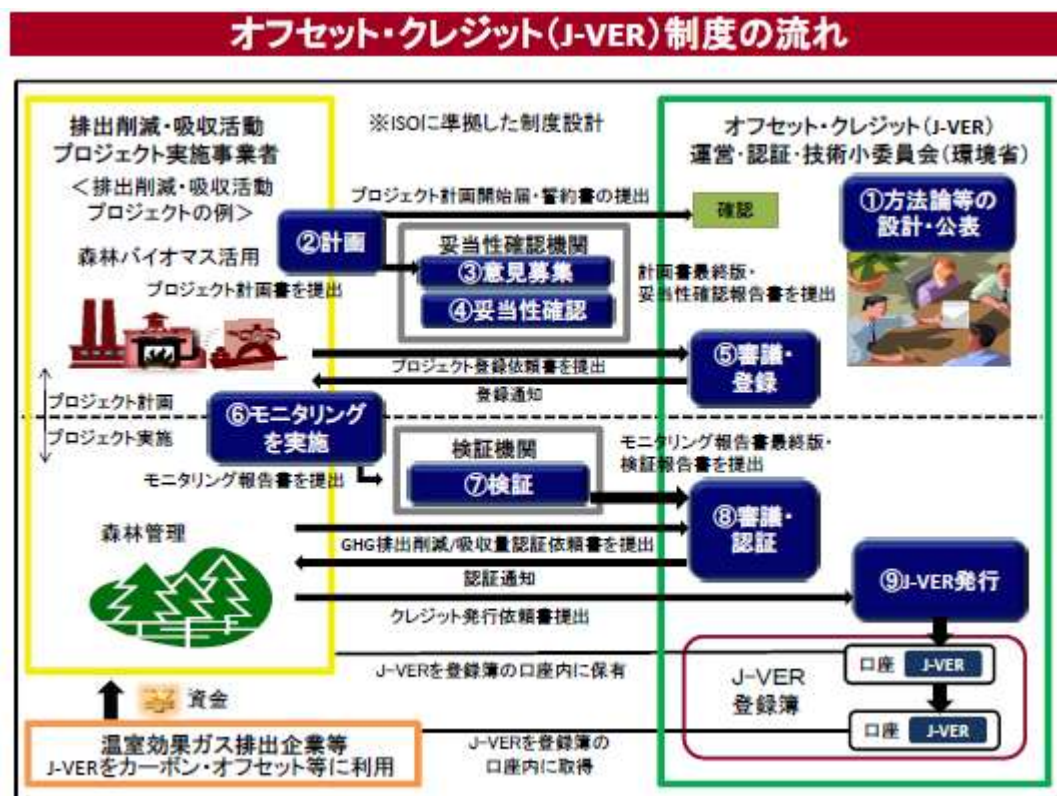 オフセット・クレジット(J-VER)制度の流れ
排出削減・吸収活動
プロジェクト実施事業者
<排出削減・吸収活動
プロジェクトの例>
※ISOに準拠した制度設計
オフセット・クレジット(J-VER)
運営・認証・技術小委員会(環境省)
プロジェクト計画開始届・誓約書の提出
確認
①方法論等の
設計・公表
②計画
妥当性確認機関
③意見募集
④妥当性確認
森林バイオマス活用
プロジェクト計画書を提出
計画書最終版・
妥当性確認報告書を提出
プロジェクト登録依頼書を提出
登録通知
⑤審議・
登録
プロジェクト計画
プロジェクト実施
⑥モニタリング
を実施
モニタリング報告書を提出
検証機関
⑦検証
モニタリング報告書最終版・
検証報告書を提出
⑧審議・
認証
森林管理
GHG排出削減/吸収量認証依頼書を提出
認証通知
クレジット発行依頼書提出
⑨J-VER発行
J-VERを登録簿の口座内に保有
J-VER
登録簿
口座 J-VER
口座 J-VER
資金
温室効果ガス排出企業等
J-VERをカーボン・オフセット等に利用
J-VERを登録簿の
口座内に取得